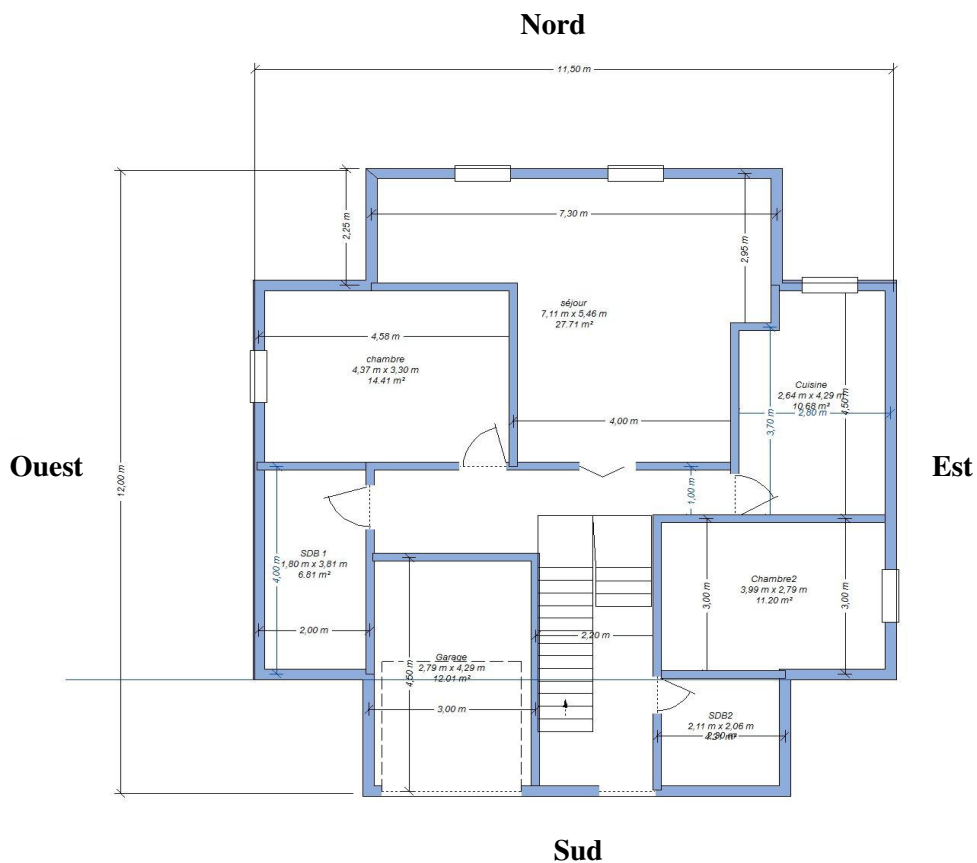 Nord
11,50 m
2,25 m
7,30 m
2,95 m
séjour
7,11 m x 5,46 m
27.71 m²
4,58 m
chambre
4,37 m x 3,30 m
14.41 m²
Cuisine
2,64 m x 4,29 m
10.68 m²
2,80 m
4,50 m
3,70 m
4,00 m
Ouest
Est
12,00 m
1,00 m
SDB 1
1,80 m x 3,81 m
6.81 m²
4,00 m
2,00 m
Chambre2
3,99 m x 2,79 m
11.20 m²
3,00 m
3,00 m
2,20 m
Garage
2,79 m x 4,29 m
12.01 m²
4,50 m
3,00 m
SDB2
2,11 m x 2,06 m
Sud